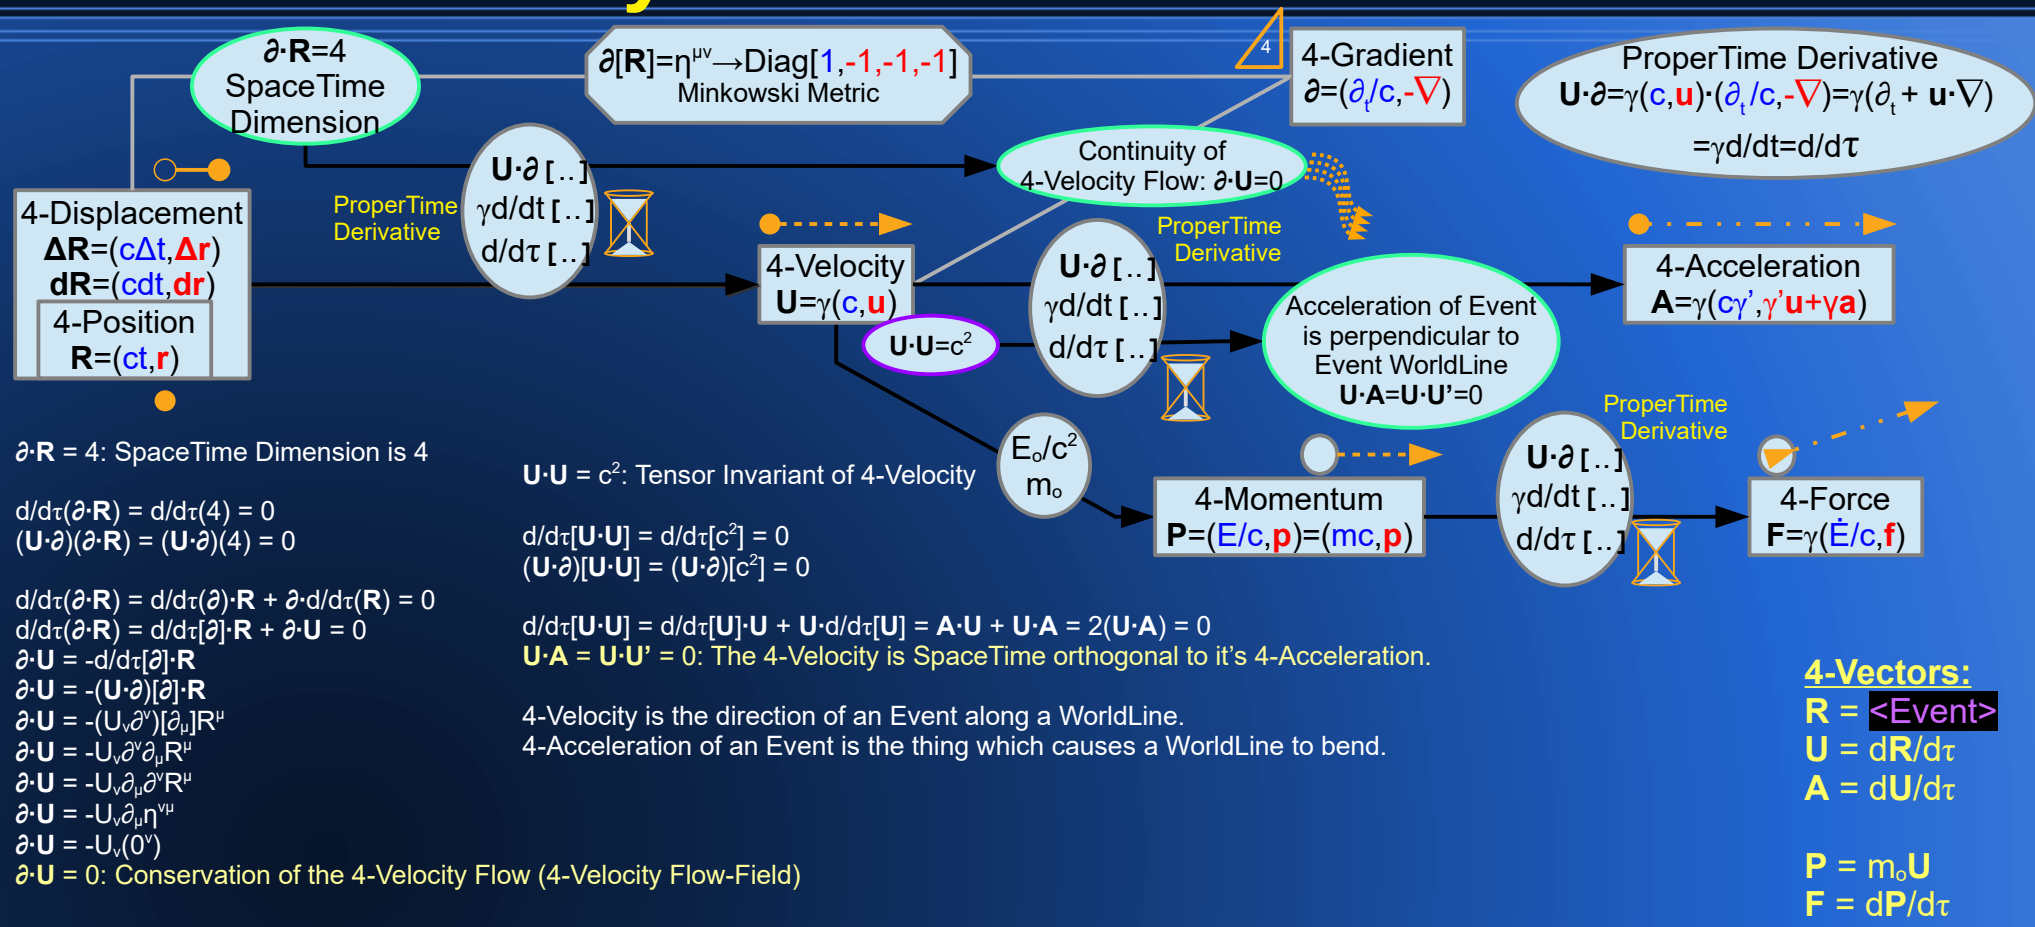 ∂·R=4
SpaceTime
Dimension
∂[R]=η^μν→Diag[1,-1,-1,-1]
Minkowski Metric
4
4-Gradient
∂=(∂_t/c,-∇)
ProperTime Derivative
U·∂=γ(c,u)·(∂_t/c,-∇)=γ(∂_t + u·∇)
=γd/dt=d/dτ
4-Displacement
ΔR=(cΔt,Δr)
dR=(cdt,dr)
4-Position
R=(ct,r)
ProperTime
Derivative
U·∂ [..]
γd/dt [..]
d/dτ [..]
Continuity of
4-Velocity Flow: ∂·U=0
4-Velocity
U=γ(c,u)
U·U=c²
ProperTime
Derivative
U·∂ [..]
γd/dt [..]
d/dτ [..]
Acceleration of Event
is perpendicular to
Event WorldLine
U·A=U·U’=0
4-Acceleration
A=γ(cγ’,γ’u+γa)
E₀/c²
m₀
4-Momentum
P=(E/c,p)=(mc,p)
ProperTime
Derivative
U·∂ [..]
γd/dt [..]
d/dτ [..]
4-Force
F=γ(Ė/c,f)
∂·R = 4: SpaceTime Dimension is 4
d/dτ(∂·R) = d/dτ(4) = 0
(U·∂)(∂·R) = (U·∂)(4) = 0
d/dτ(∂·R) = d/dτ(∂)·R + ∂·d/dτ(R) = 0
d/dτ(∂·R) = d/dτ[∂]·R + ∂·U = 0
∂·U = -d/dτ[∂]·R
∂·U = -(U·∂)[∂]·R
∂·U = -(U_ν∂^ν)[∂_μ]R^μ
∂·U = -U_ν∂^ν∂_μR^μ
∂·U = -U_ν∂_μ∂^νR^μ
∂·U = -U_ν∂_μη^νμ
∂·U = -U_ν(0^ν)
∂·U = 0: Conservation of the 4-Velocity Flow (4-Velocity Flow-Field)
U·U = c²: Tensor Invariant of 4-Velocity
d/dτ[U·U] = d/dτ[c²] = 0
(U·∂)[U·U] = (U·∂)[c²] = 0
d/dτ[U·U] = d/dτ[U]·U + U·d/dτ[U] = A·U + U·A = 2(U·A) = 0
U·A = U·U’ = 0: The 4-Velocity is SpaceTime orthogonal to it’s 4-Acceleration.
4-Velocity is the direction of an Event along a WorldLine.
4-Acceleration of an Event is the thing which causes a WorldLine to bend.
4-Vectors:
R = <Event>
U = dR/dτ
A = dU/dτ
P = m₀U
F = dP/dτ